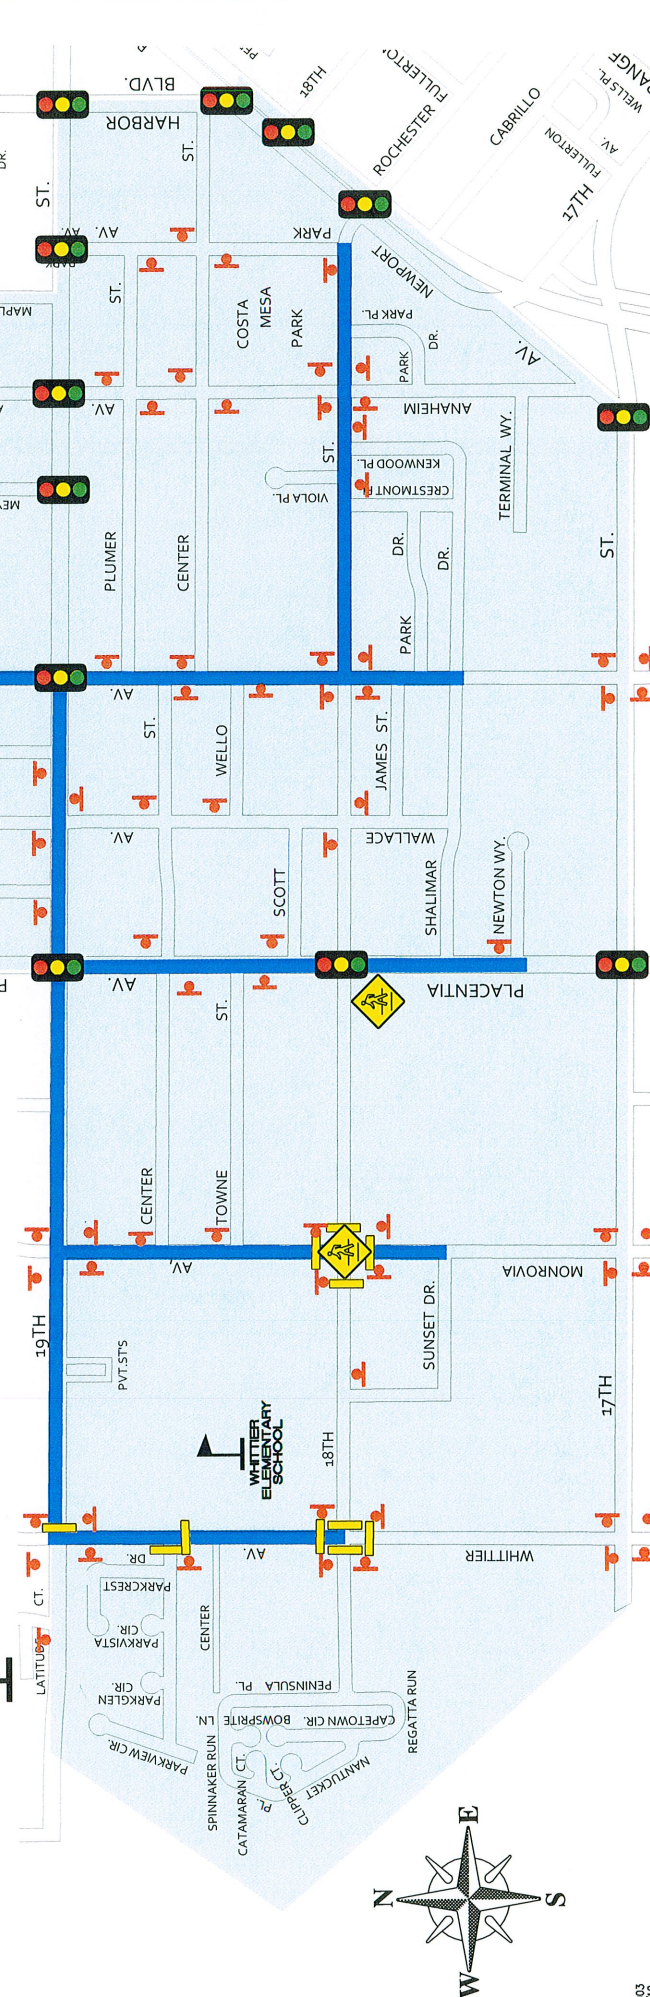 BLVD.
HARBOR
18TH
FULLERTON
ROCHESTER
CABRILLO
WELLS PL.
FULLERTON
AV.
17TH
DR.
ST.
ST.
AV.
AV.
PARK
PARK
ST.
COSTA
MESA
PARK
NEWPORT
AV.
PARK PL.
PARK
DR.
AV.
ANAHEIM
TERMINAL WY.
ST.
KENWOOD PL.
CRESTMONT
VIOLA PL.
PLUMER
CENTER
DR.
DR.
PARK
ST.
AV.
ST.
WELLO
JAMES ST.
AV.
WALLACE
SCOTT
SHALIMAR
NEWTON WY.
AV.
PLACENTIA
ST.
CENTER
TOWNE
AV.
MONROVIA
19TH
PVT.ST'S
SUNSET DR.
17TH
WHITTIER
ELEMENTARY
SCHOOL
18TH
AV.
WHITTIER
DR.
PARKCREST
CT.
LATITUDE
CIR.
PARKVISTA
CENTER
CIR.
PARKGLEN
PARKVIEW CIR.
PENINSULA PL.
BOWSPRITE LN.
CAPETOWN CIR.
REGATTA RUN
SPINNAKER RUN
CATAMARAN CT.
CLIPPER CT.
NANTUCKET
PL.
N
E
S
W
03